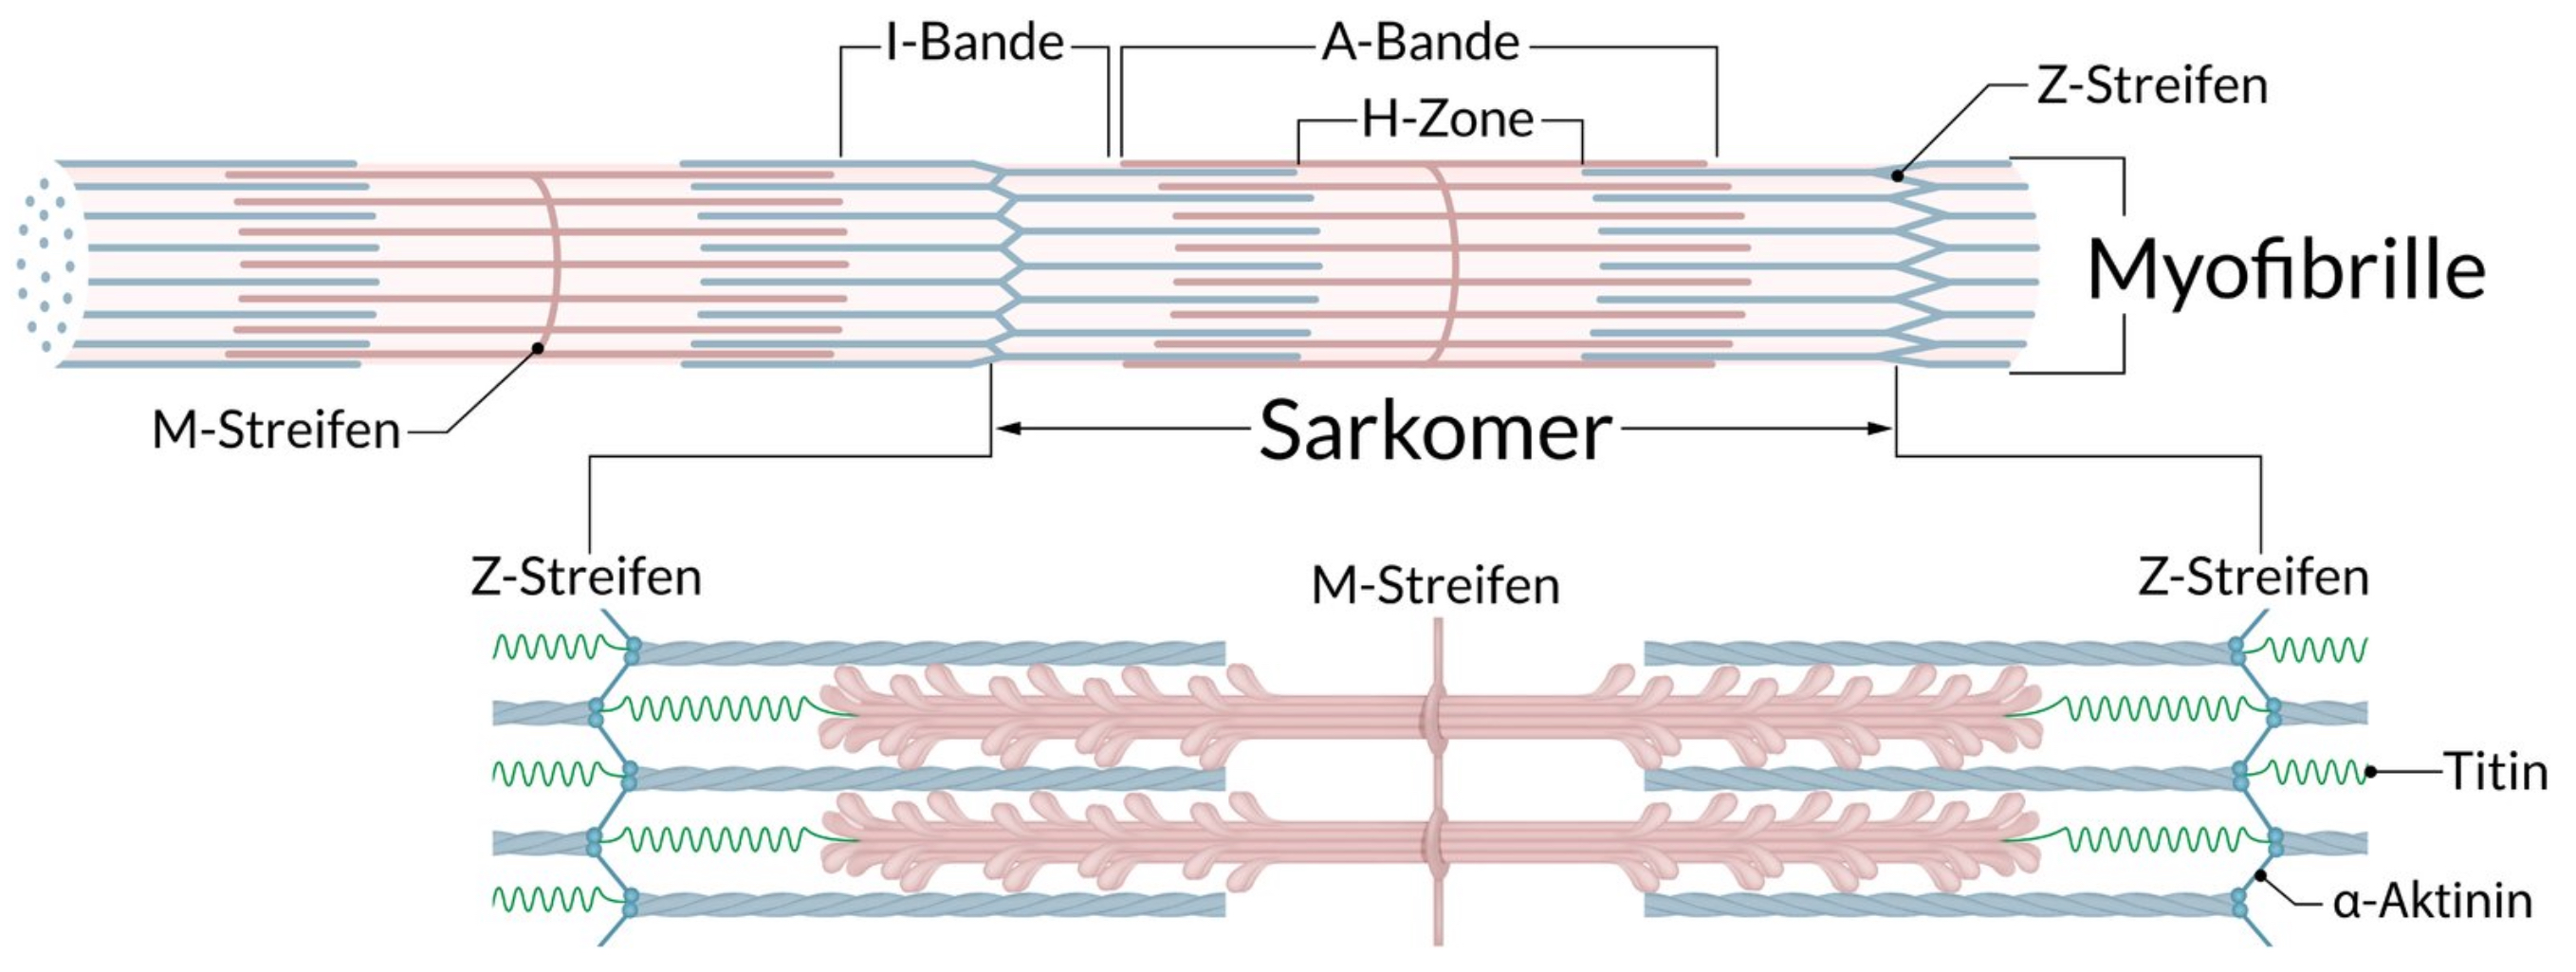 I-Bande
A-Bande
Z-Streifen
H-Zone
Myofibrille
M-Streifen
Sarkomer
Z-Streifen
M-Streifen
Z-Streifen
Titin
α-Aktinin